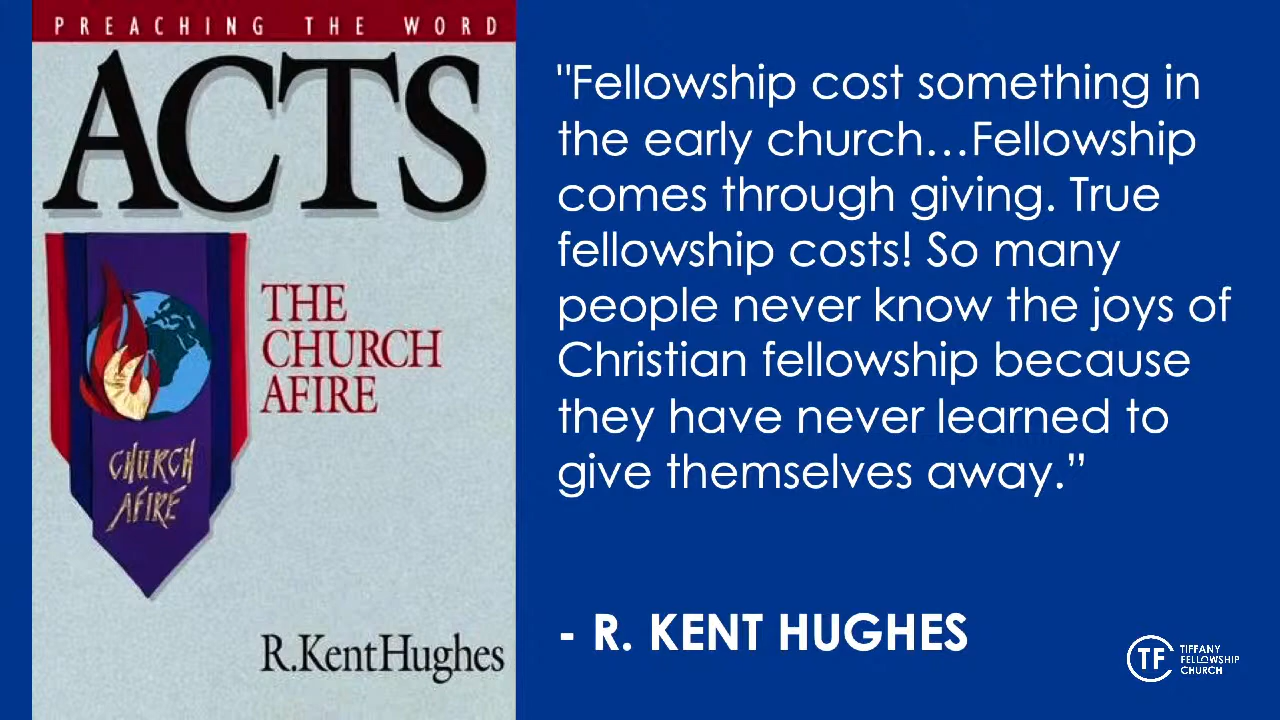 PREACHING THE WORD
ACTS
THE
CHURCH
AFIRE
CHURCH
AFIRE
R.KentHughes
"Fellowship cost something in
the early church…Fellowship
comes through giving. True
fellowship costs! So many
people never know the joys of
Christian fellowship because
they have never learned to
give themselves away.”
- R. KENT HUGHES
TF
TIFFANY
FELLOWSHIP
CHURCH